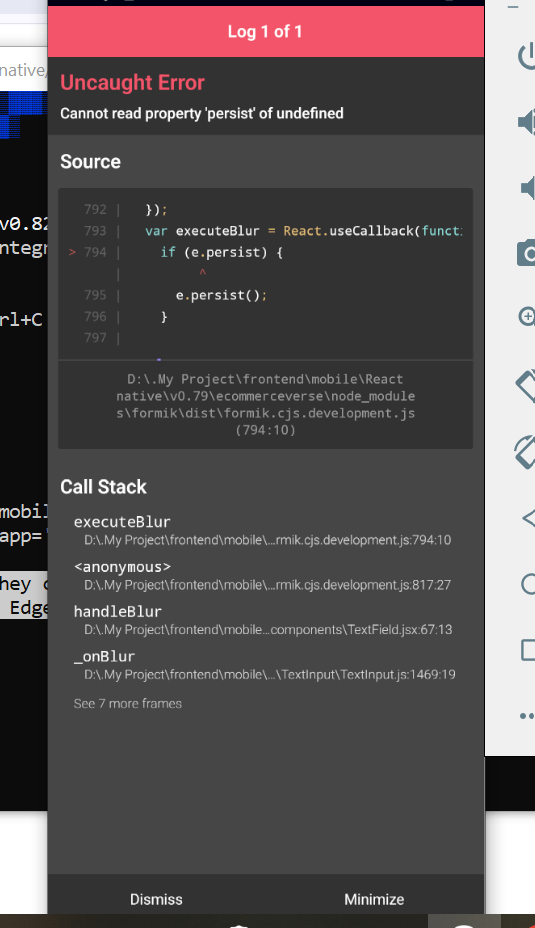 Log 1 of 1
native/
Uncaught Error
Cannot read property 'persist' of undefined
Source
792 | });
793 | var executeBlur = React.useCallback(functi
> 794 | if (e.persist) {
| ^
795 | e.persist();
796 | }
797 |
D:\.My Project\frontend\mobile\React
native\v0.79\ecommerceverse\node_module
s\formik\dist\formik.cjs.development.js
(794:10)
v0.82
ntegr
rl+C
Call Stack
executeBlur
D:\.My Project\frontend\mobile\...rmik.cjs.development.js:794:10
<anonymous>
D:\.My Project\frontend\mobile\...rmik.cjs.development.js:817:27
handleBlur
D:\.My Project\frontend\mobile...components\TextField.jsx:67:13
_onBlur
D:\.My Project\frontend\mobile\...\TextInput\TextInput.js:1469:19
See 7 more frames
mobil
app='
hey
Edge
Dismiss
Minimize